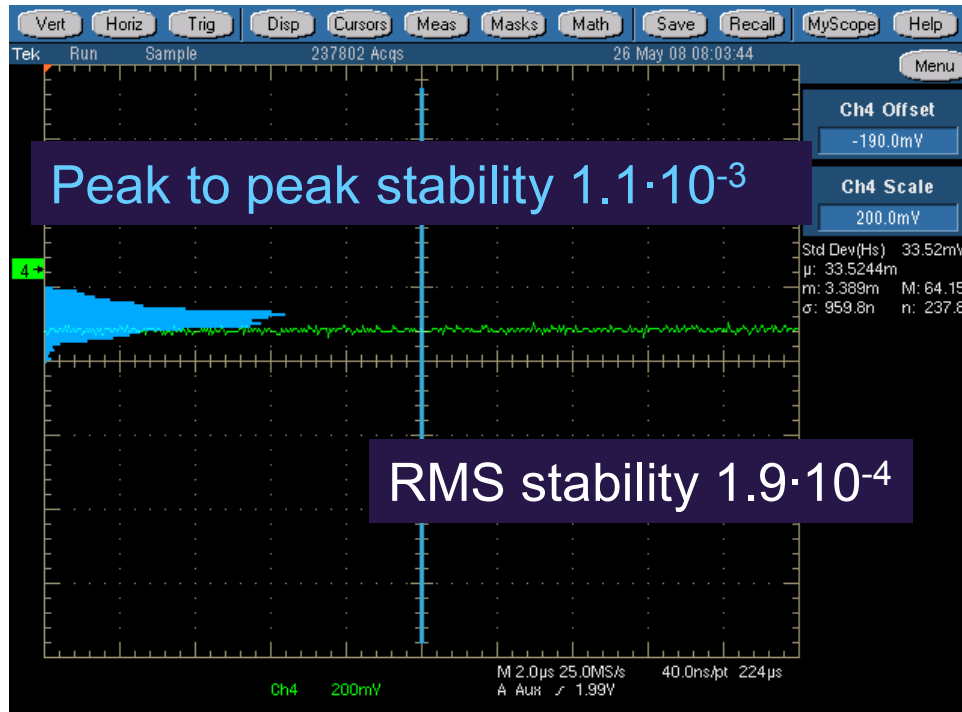 Vert Horiz Trig Disp Cursors Meas Masks Math Save Recall MyScope Help
Tek Run Sample 237802 Acqs 26 May 08 08:03:44
Menu
Ch4 Offset
-190.0mV
Peak to peak stability 1.1·10⁻³
Ch4 Scale
200.0mV
Std Dev(Hs) 33.52mV
µ: 33.5244m
m: 3.389m M: 64.15
σ: 959.8n n: 237.8
4
RMS stability 1.9·10⁻⁴
M 2.0µs 25.0MS/s 40.0ns/pt 224µs
Ch4 200mV A Aux ⌿ 1.99V